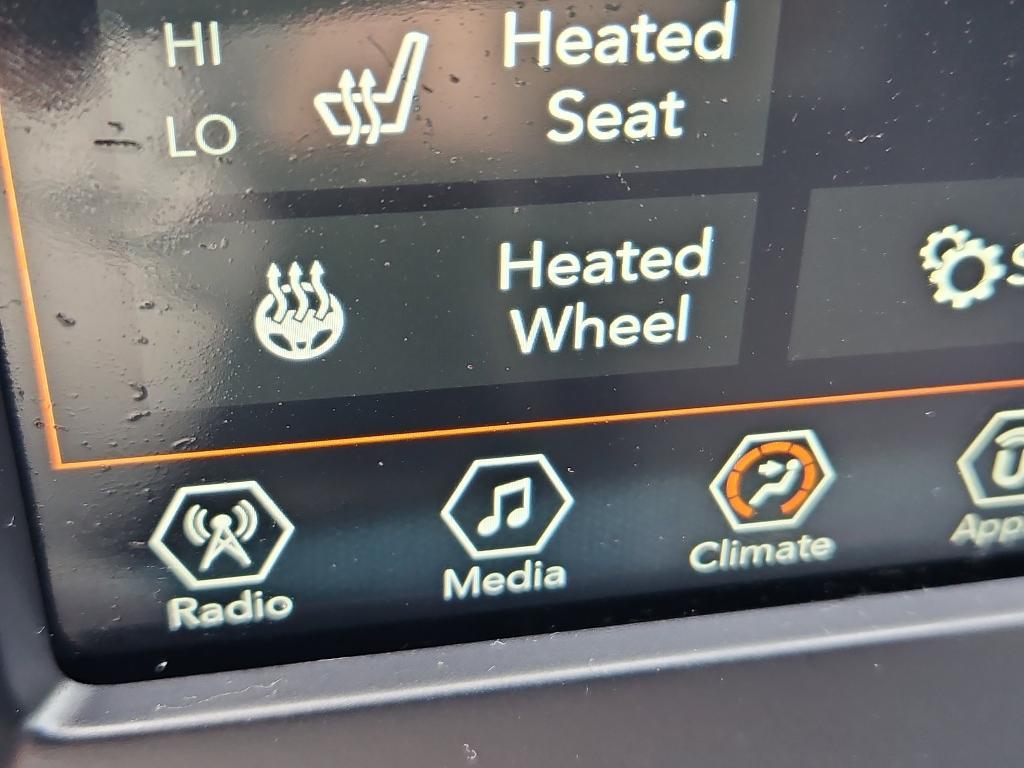 HI
LO
Heated
Seat
Heated
Wheel
Radio
Media
Climate